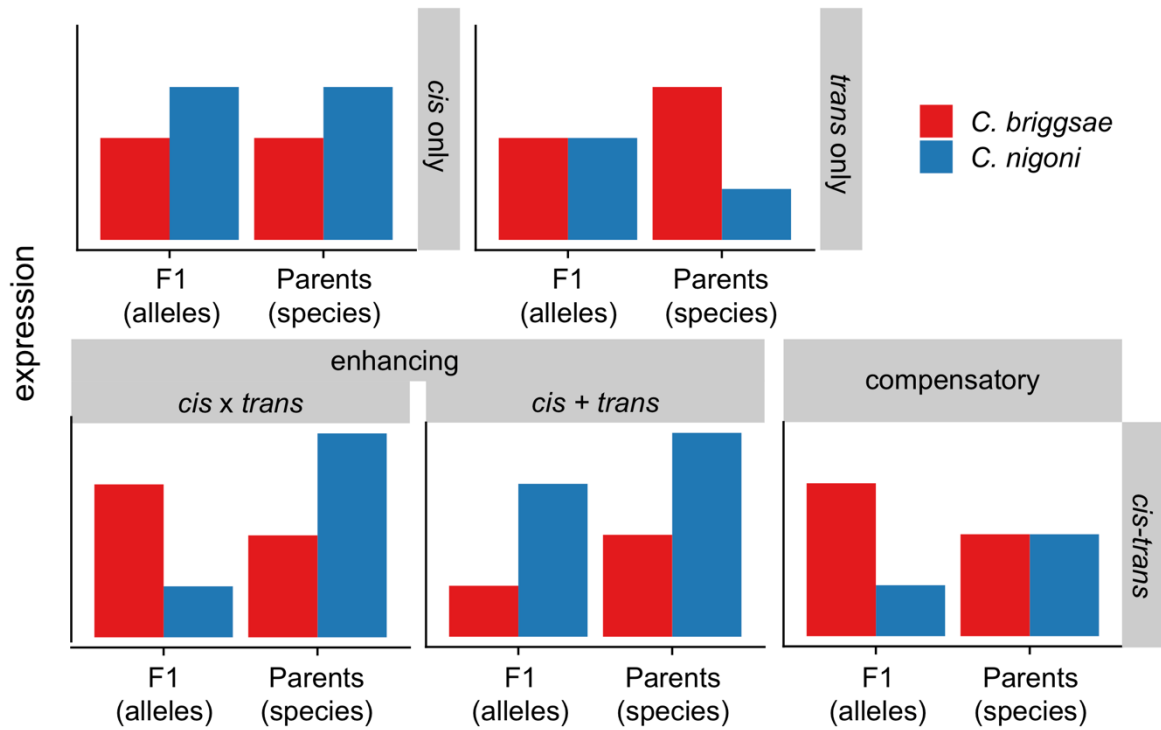 expression
cis only
F1
(alleles)
Parents
(species)
trans only
F1
(alleles)
Parents
(species)
C. briggsae
C. nigoni
enhancing
cis x trans
cis + trans
compensatory
cis-trans
F1
(alleles)
Parents
(species)
F1
(alleles)
Parents
(species)
F1
(alleles)
Parents
(species)